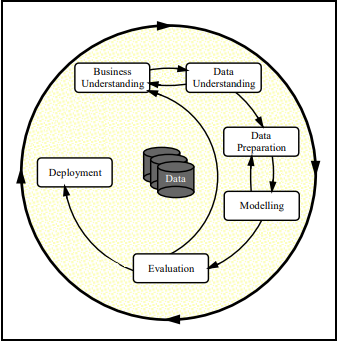 Business
Understanding
Data
Understanding
Data
Preparation
Deployment
Data
Modelling
Evaluation